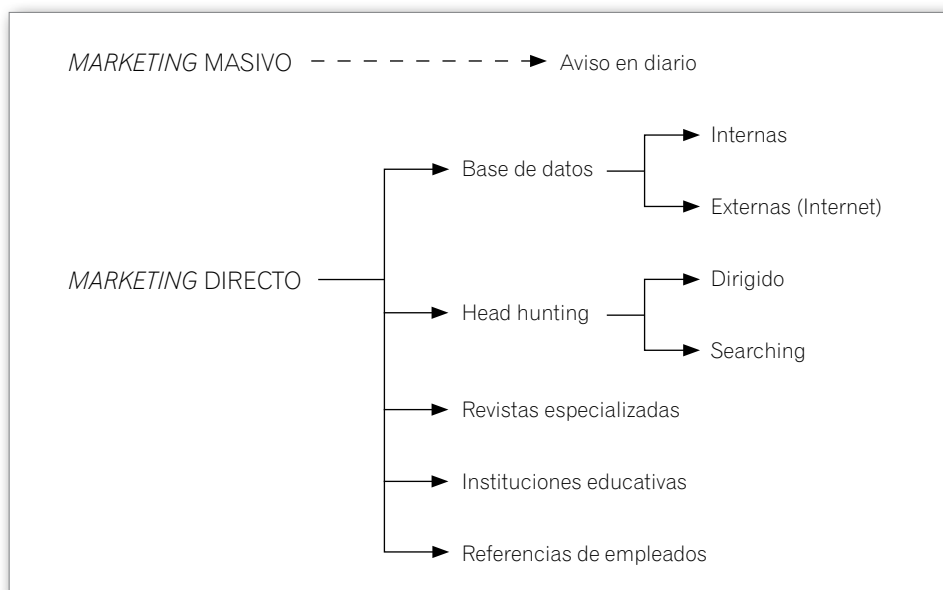 MARKETING MASIVO
Aviso en diario
Base de datos
Internas
Externas (Internet)
MARKETING DIRECTO
Head hunting
Dirigido
Searching
Revistas especializadas
Instituciones educativas
Referencias de empleados